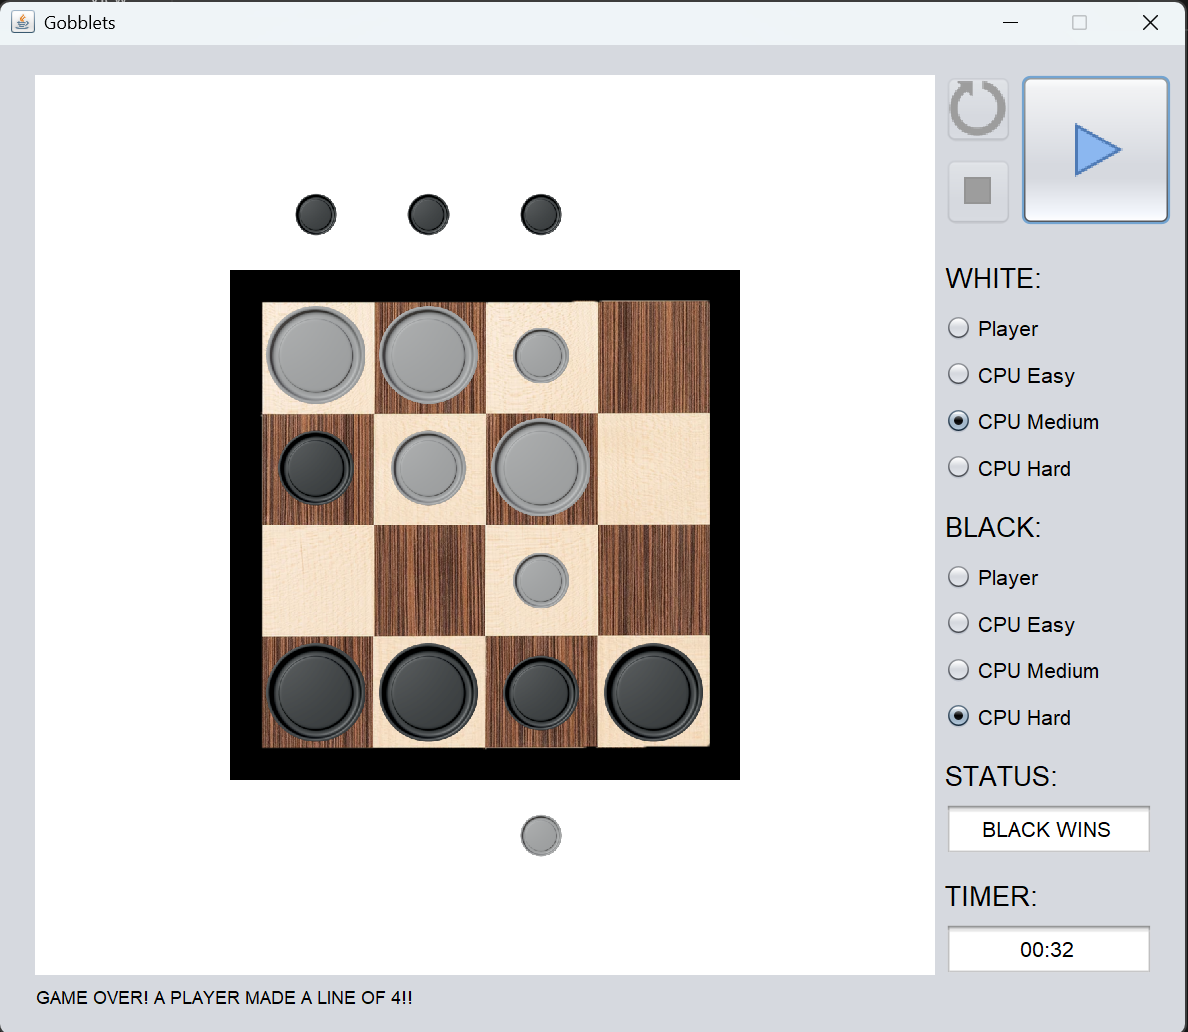 Gobblets
WHITE:
Player
CPU Easy
CPU Medium
CPU Hard
BLACK:
Player
CPU Easy
CPU Medium
CPU Hard
STATUS:
BLACK WINS
TIMER:
00:32
GAME OVER! A PLAYER MADE A LINE OF 4!!